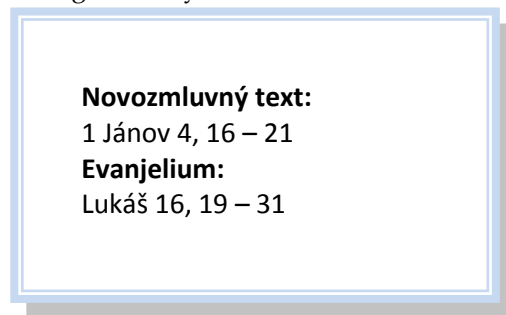 Novozmluvný text:
1 Jánov 4, 16 – 21
Evanjelium:
Lukáš 16, 19 – 31